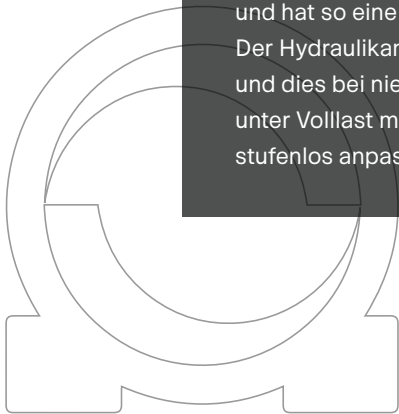 und hat so eine
Der Hydraulikan
und dies bei nie
unter Volllast m
stufenlos anpas